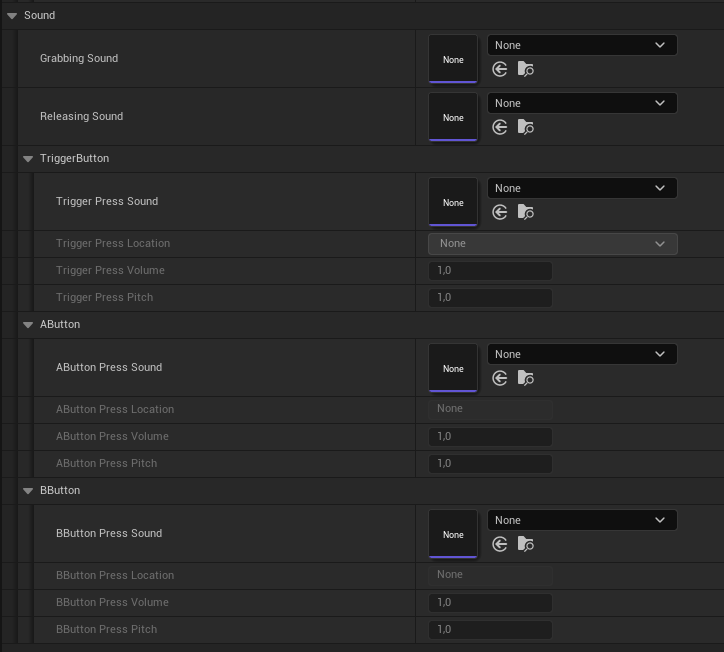 Sound
Grabbing Sound
None
None
Releasing Sound
None
None
TriggerButton
Trigger Press Sound
None
None
Trigger Press Location
None
Trigger Press Volume
1,0
Trigger Press Pitch
1,0
AButton
AButton Press Sound
None
None
AButton Press Location
None
AButton Press Volume
1,0
AButton Press Pitch
1,0
BButton
BButton Press Sound
None
None
BButton Press Location
None
BButton Press Volume
1,0
BButton Press Pitch
1,0